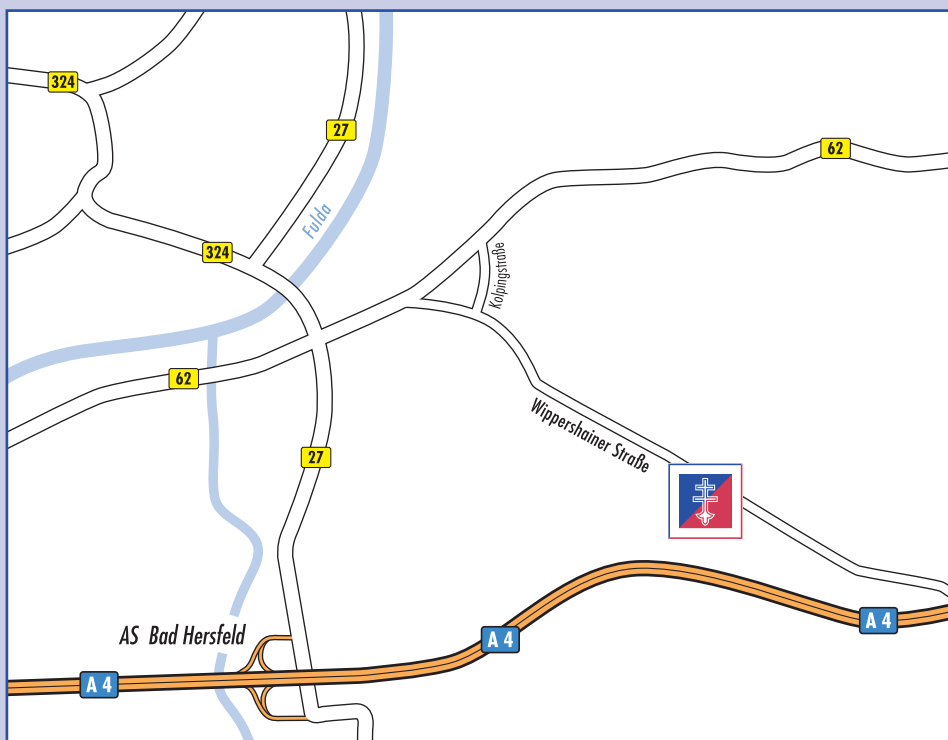 324
27
62
Fulda
324
Kolpingstraße
62
Wippershainer Straße
27
AS Bad Hersfeld
A 4
A 4
A 4